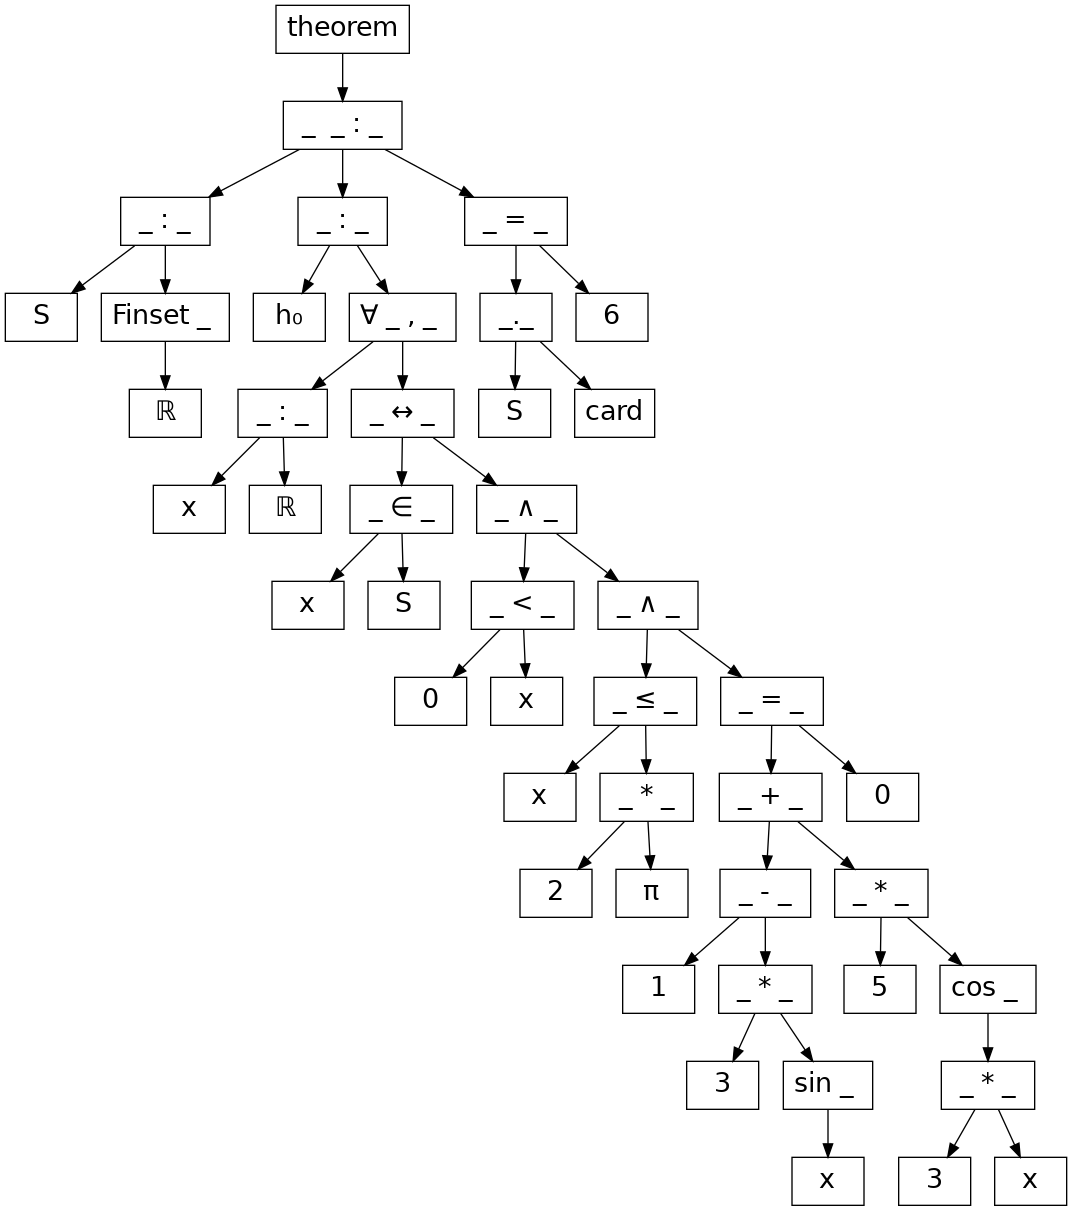 theorem
_ _ : _
_ : _ _ : _ _ = _
S Finset _ h₀ ∀ _ , _ _._ 6
ℝ _ : _ _ ↔ _ S card
x ℝ _ ∈ _ _ ∧ _
x S _ < _ _ ∧ _
0 x _ ≤ _ _ = _
x _ * _ _ + _ 0
2 π _ - _ _ * _
1 _ * _ 5 cos _
3 sin _ _ * _
x 3 x